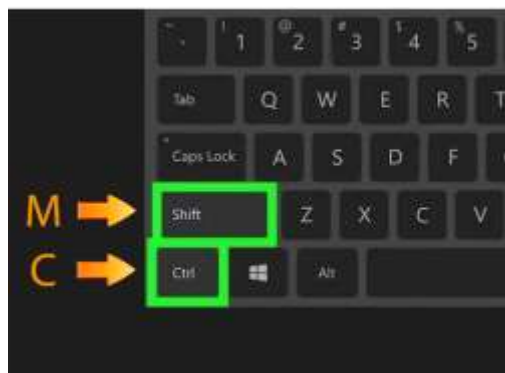 ~ ` ! 1 @ 2 # 3 $ 4 % 5
Tab Q W E R T
Caps Lock A S D F
M Shift Z X C V
C Ctrl Alt